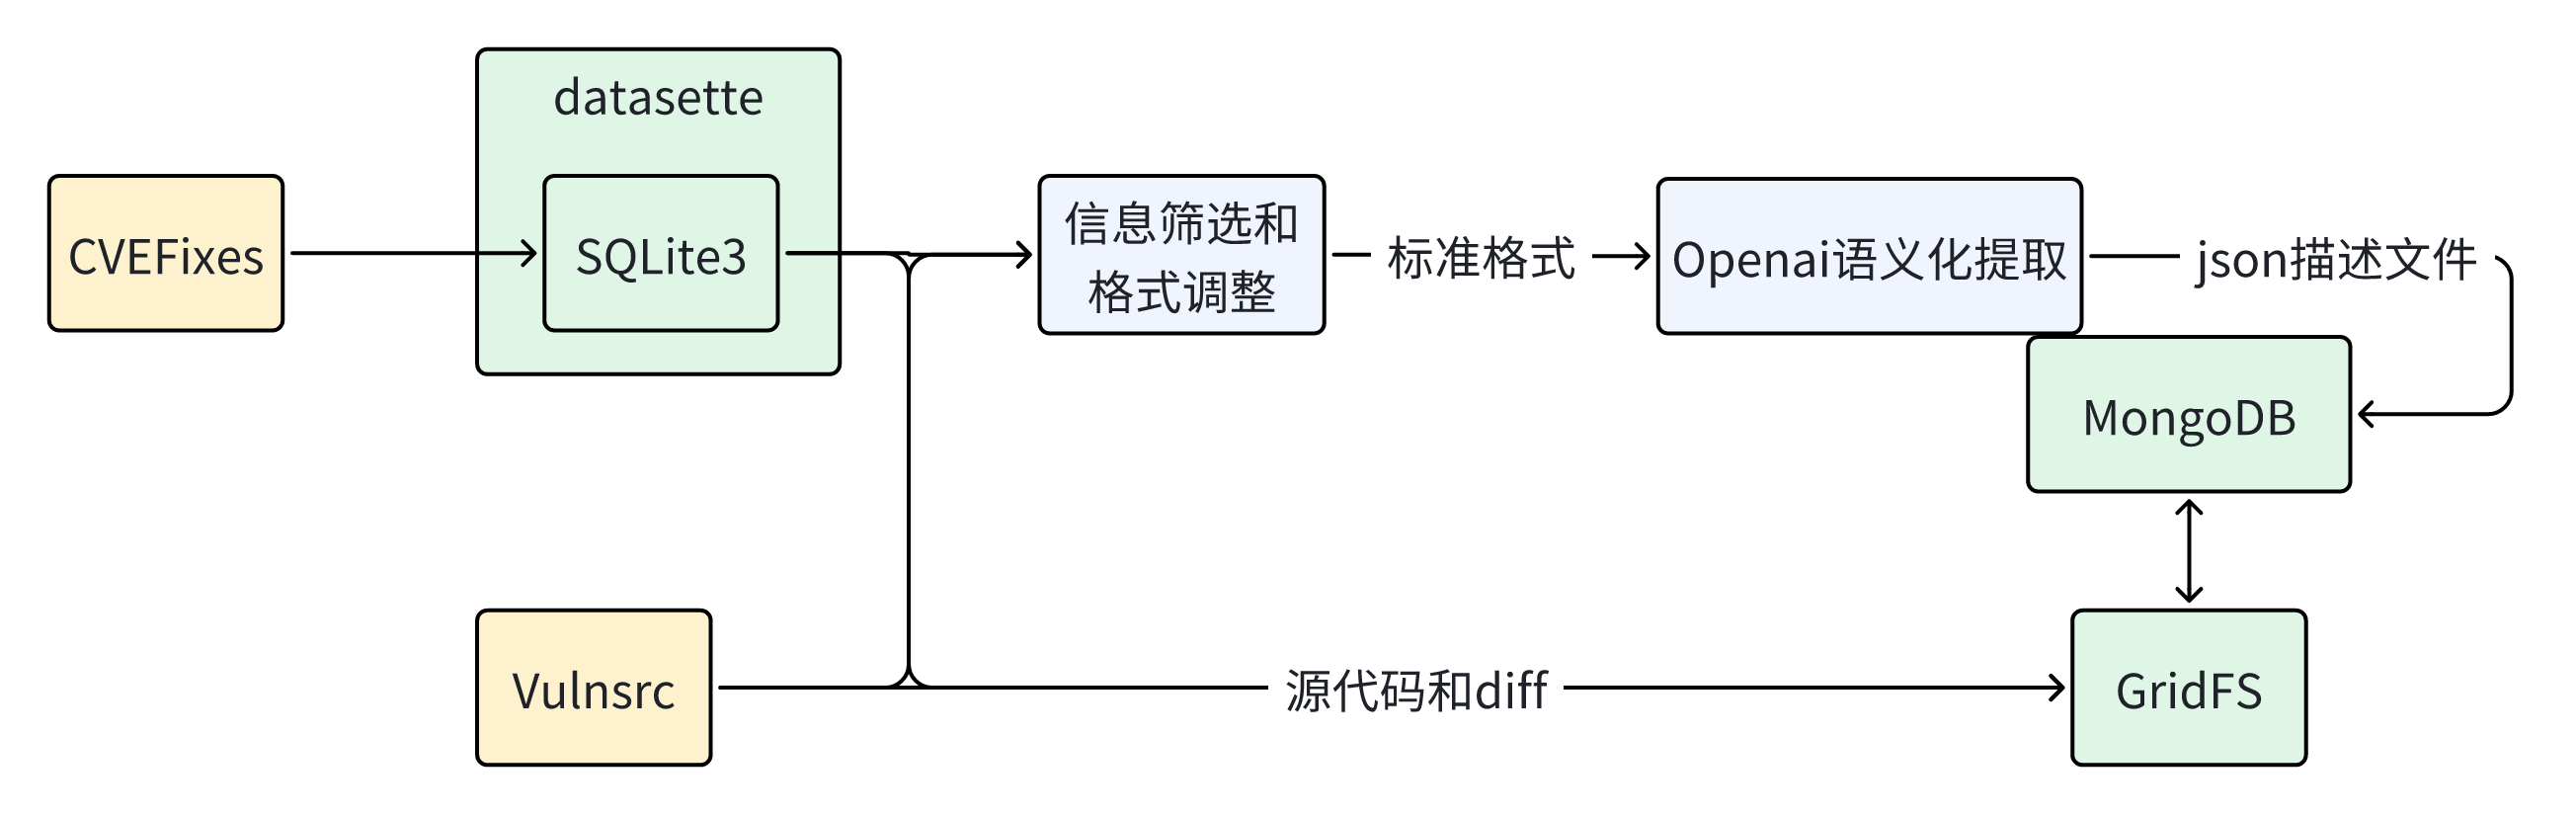 datasette
CVEFixes
SQLite3
信息筛选和
格式调整
标准格式
Openai语义化提取
json描述文件
MongoDB
Vulnsrc
源代码和diff
GridFS